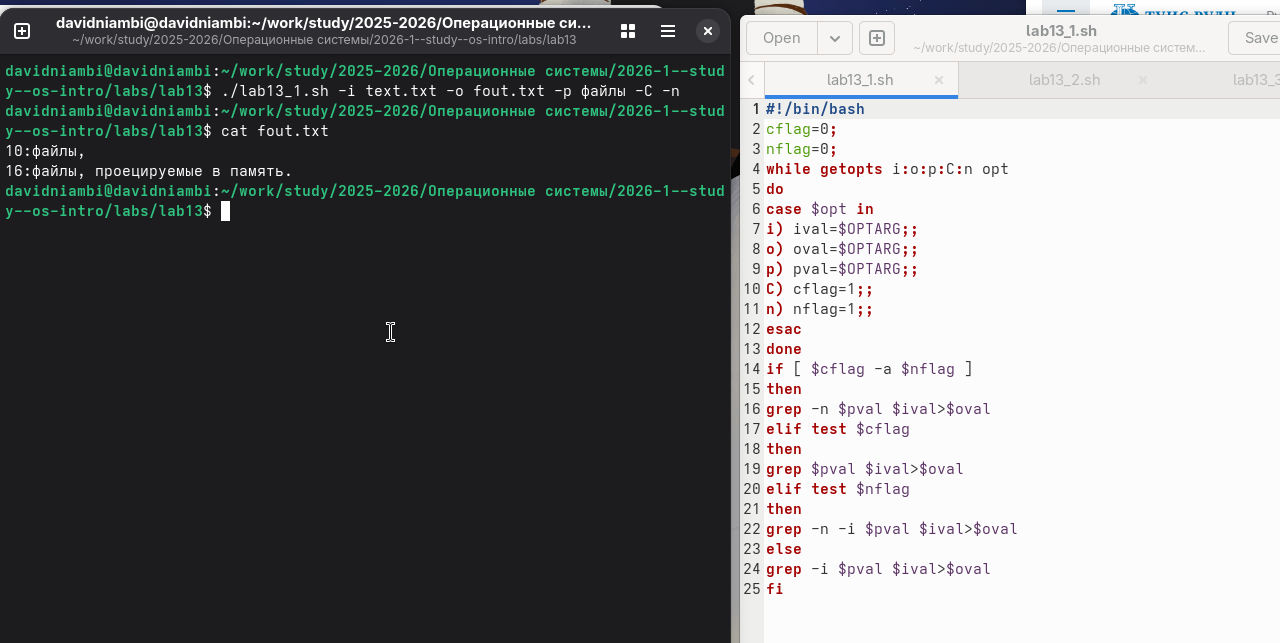 davidniambi@davidniambi:~/work/study/2025-2026/Операционные си...
~/work/study/2025-2026/Операционные системы/2026-1--study--os-intro/labs/lab13
davidniambi@davidniambi:~/work/study/2025-2026/Операционные системы/2026-1--stud
y--os-intro/labs/lab13$ ./lab13_1.sh -i text.txt -o fout.txt -p файлы -C -n
davidniambi@davidniambi:~/work/study/2025-2026/Операционные системы/2026-1--stud
y--os-intro/labs/lab13$ cat fout.txt
10:файлы,
16:файлы, проецируемые в память.
davidniambi@davidniambi:~/work/study/2025-2026/Операционные системы/2026-1--stud
y--os-intro/labs/lab13$
Open
lab13_1.sh
~/work/study/2025-2026/Операционные систем...
Save
lab13_1.sh
lab13_2.sh
lab13_3
1 #!/bin/bash
2 cflag=0;
3 nflag=0;
4 while getopts i:o:p:C:n opt
5 do
6 case $opt in
7 i) ival=$OPTARG;;
8 o) oval=$OPTARG;;
9 p) pval=$OPTARG;;
10 C) cflag=1;;
11 n) nflag=1;;
12 esac
13 done
14 if [ $cflag -a $nflag ]
15 then
16 grep -n $pval $ival>$oval
17 elif test $cflag
18 then
19 grep $pval $ival>$oval
20 elif test $nflag
21 then
22 grep -n -i $pval $ival>$oval
23 else
24 grep -i $pval $ival>$oval
25 fi